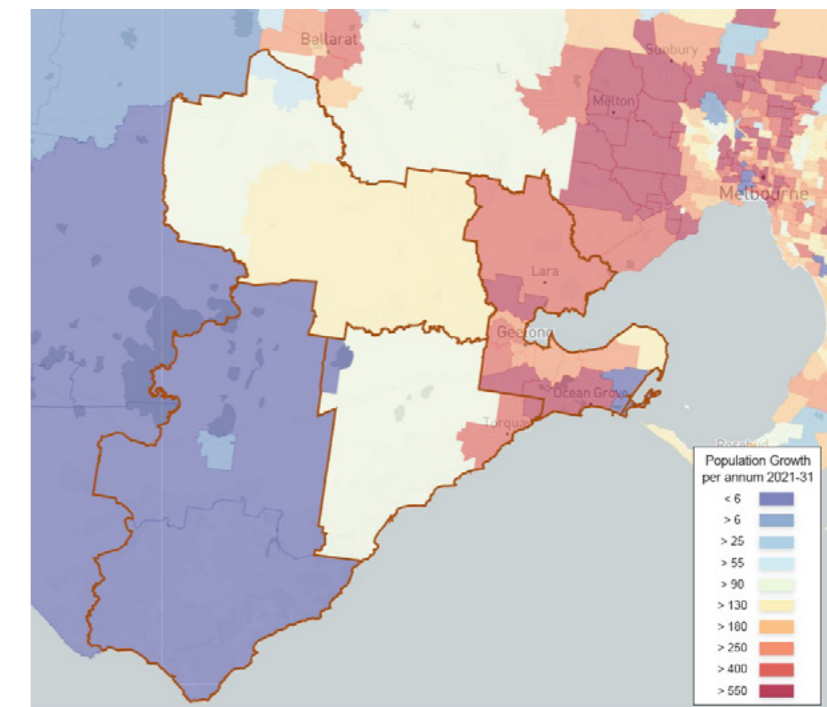 Ballarat
Sunbury
Melton
Melbourne
Lara
Geelong
Ocean Grove
Torquay
Rosebud
Population Growth
per annum 2021-31
< 6
> 6
> 25
> 55
> 90
> 130
> 180
> 250
> 400
> 550